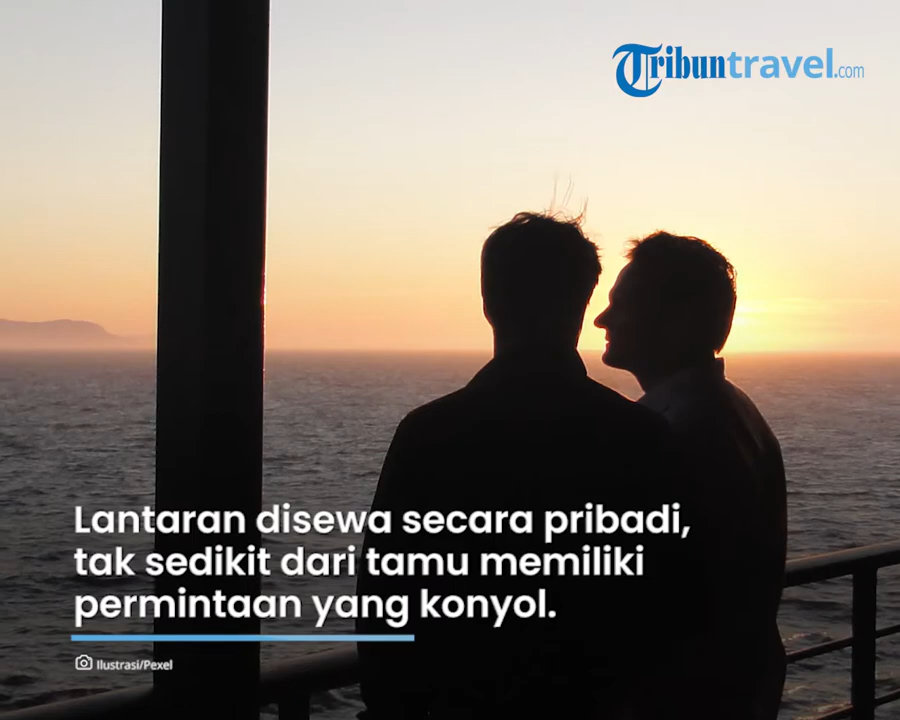 Tribuntravel.com
Lantaran disewa secara pribadi,
tak sedikit dari tamu memiliki
permintaan yang konyol.
Ilustrasi/Pexel